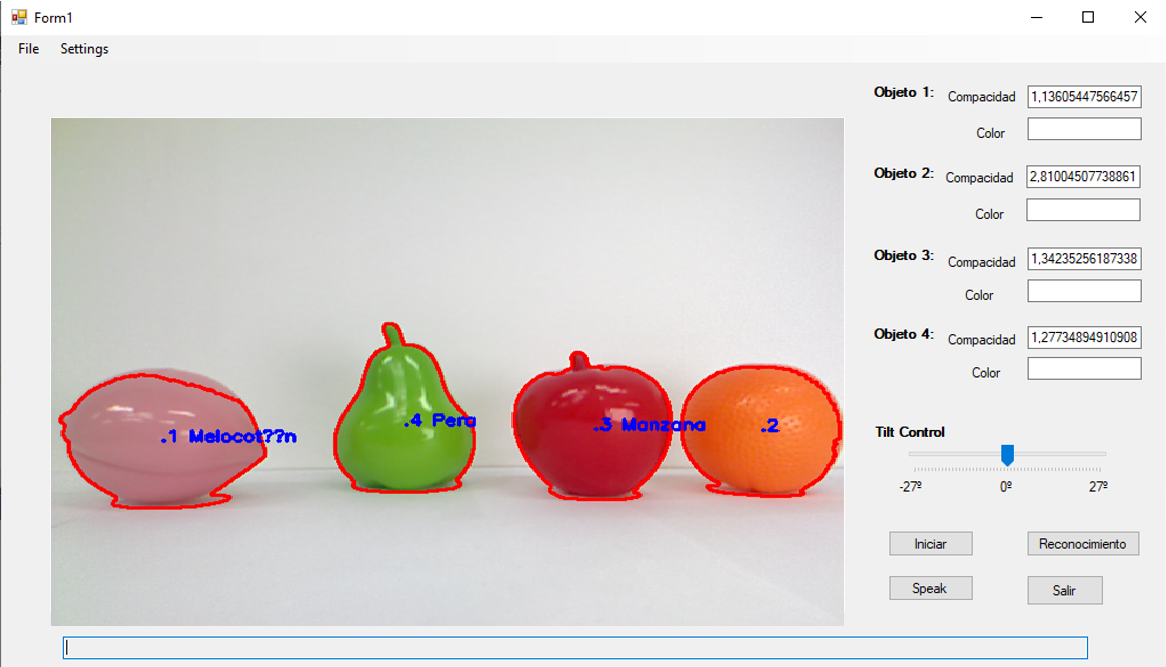 Form1
File Settings
Objeto 1: Compacidad 1,13605447566457
Color
Objeto 2: Compacidad 2,81004507738861
Color
Objeto 3: Compacidad 1,34235256187338
Color
Objeto 4: Compacidad 1,27734894910908
Color
.1 Melocot??n
.4 Pera
.3 Manzana
.2
Tilt Control
-27º 0º 27º
Iniciar Reconocimiento
Speak Salir